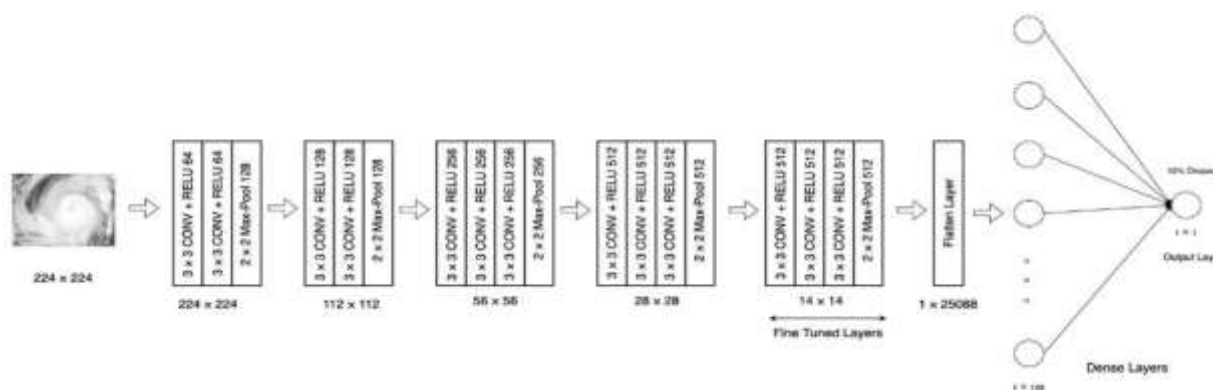 224 × 224
3 × 3 CONV + RELU 64
3 × 3 CONV + RELU 64
2 × 2 Max-Pool 128
224 × 224
3 × 3 CONV + RELU 128
3 × 3 CONV + RELU 128
2 × 2 Max-Pool 128
112 × 112
3 × 3 CONV + RELU 256
3 × 3 CONV + RELU 256
3 × 3 CONV + RELU 256
2 × 2 Max-Pool 256
56 × 56
3 × 3 CONV + RELU 512
3 × 3 CONV + RELU 512
3 × 3 CONV + RELU 512
2 × 2 Max-Pool 512
28 × 28
3 × 3 CONV + RELU 512
3 × 3 CONV + RELU 512
3 × 3 CONV + RELU 512
2 × 2 Max-Pool 512
14 × 14
Fine Tuned Layers
Flatten Layer
1 × 25088
Dense Layers
1 × 1
Output Lay